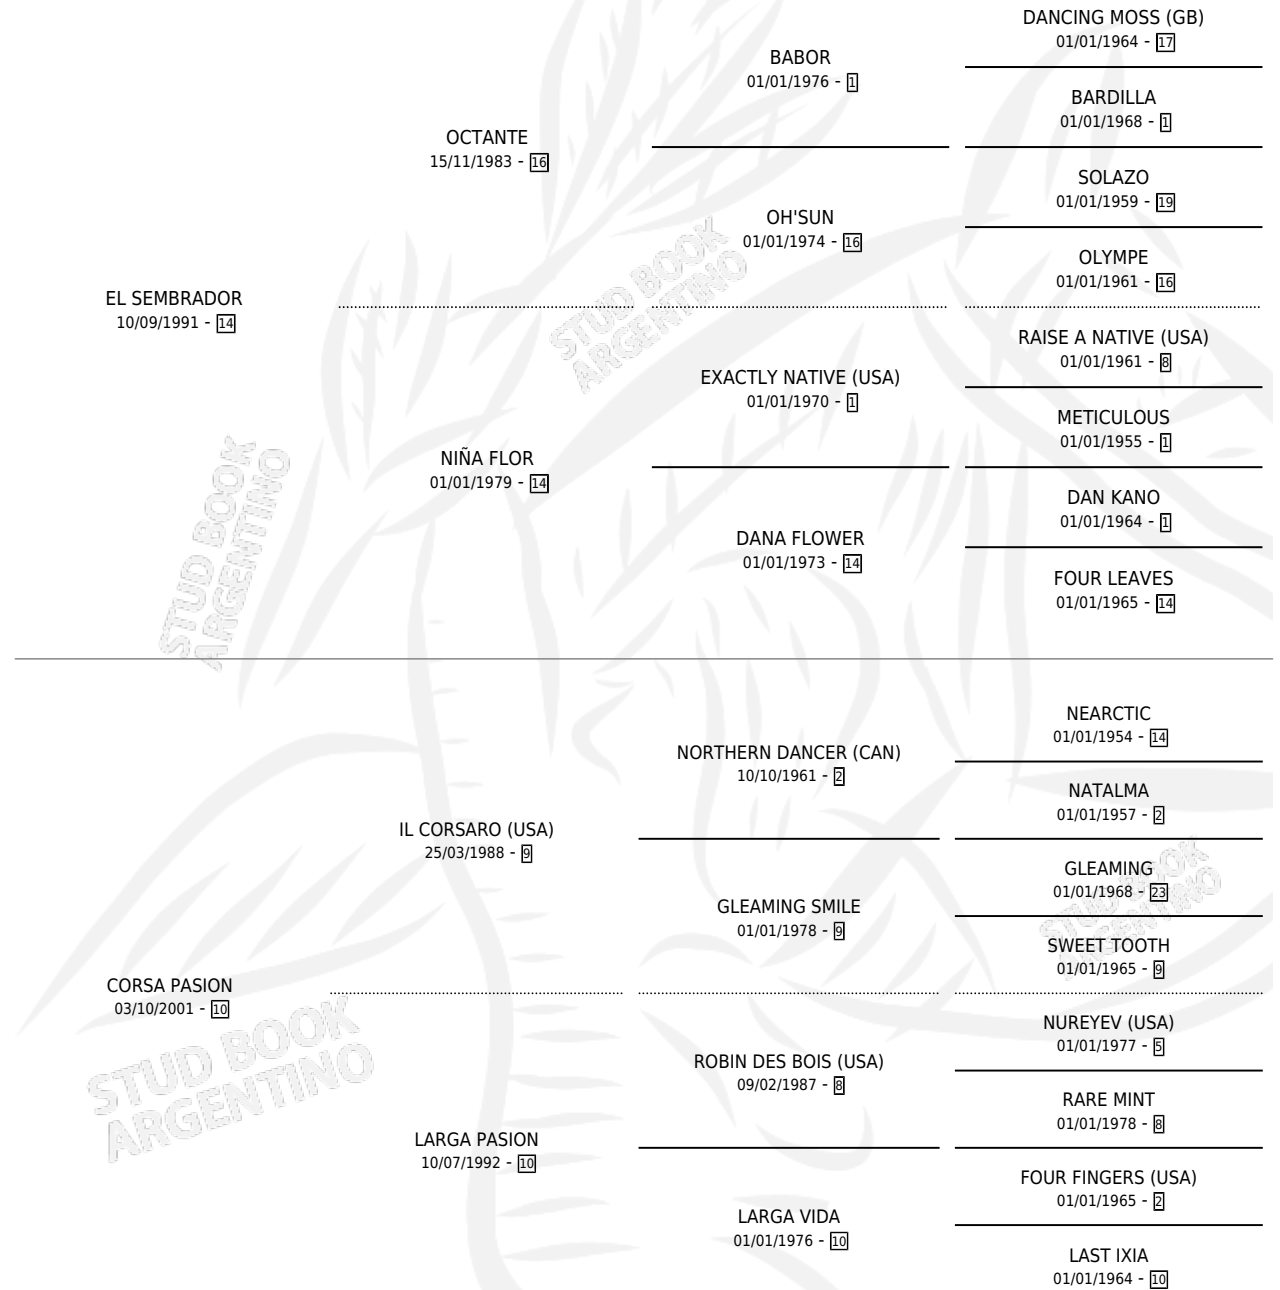 DANCING MOSS (GB)
01/01/1964 - 17
BABOR
01/01/1976 - 1
BARDILLA
01/01/1968 - 1
OCTANTE
15/11/1983 - 16
SOLAZO
01/01/1959 - 19
OH'SUN
01/01/1974 - 16
OLYMPE
01/01/1961 - 16
EL SEMBRADOR
10/09/1991 - 14
STUD BOOK
ARGENTINO
RAISE A NATIVE (USA)
01/01/1961 - 8
EXACTLY NATIVE (USA)
01/01/1970 - 1
METICULOUS
01/01/1955 - 1
NIÑA FLOR
01/01/1979 - 14
DAN KANO
01/01/1964 - 1
DANA FLOWER
01/01/1973 - 14
FOUR LEAVES
01/01/1965 - 14
STUD BOOK
ARGENTINO
NEARCTIC
01/01/1954 - 14
NORTHERN DANCER (CAN)
10/10/1961 - 2
NATALMA
01/01/1957 - 2
IL CORSARO (USA)
25/03/1988 - 9
GLEAMING
01/01/1968 - 23
GLEAMING SMILE
01/01/1978 - 9
STUD BOOK
ARGENTINO
SWEET TOOTH
01/01/1965 - 9
CORSA PASION
03/10/2001 - 10
NUREYEV (USA)
01/01/1977 - 5
ROBIN DES BOIS (USA)
09/02/1987 - 8
RARE MINT
01/01/1978 - 8
STUD BOOK
ARGENTINO
LARGA PASION
10/07/1992 - 10
FOUR FINGERS (USA)
01/01/1965 - 2
LARGA VIDA
01/01/1976 - 10
LAST IXIA
01/01/1964 - 10